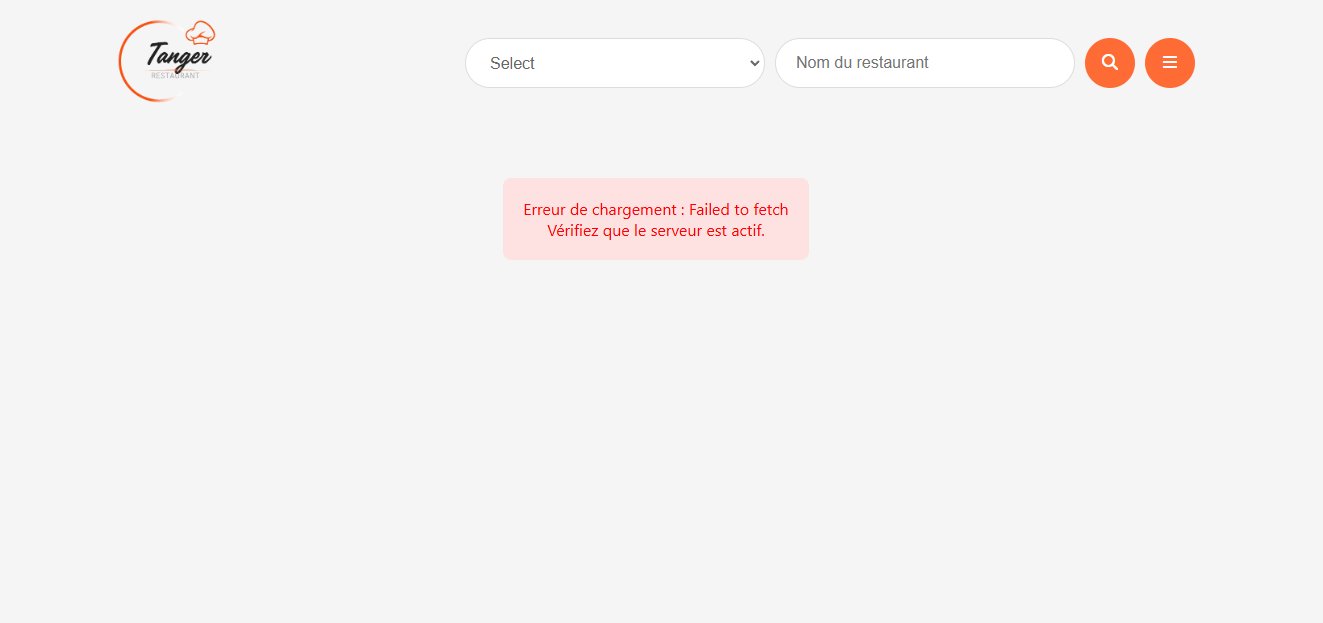 Tanger
RESTAURANT
Select
Nom du restaurant
Erreur de chargement : Failed to fetch
Vérifiez que le serveur est actif.